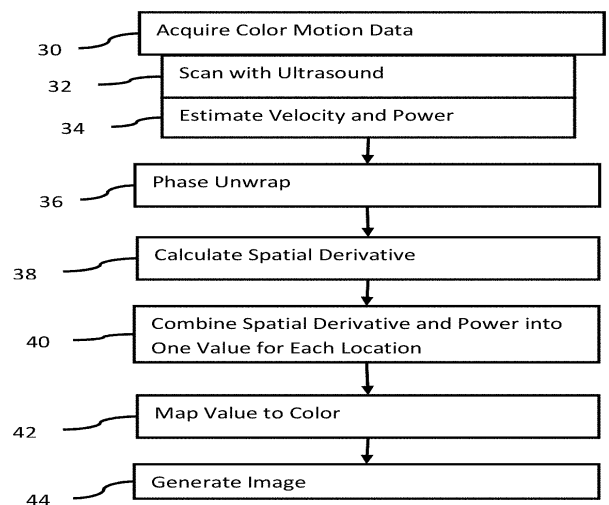 Acquire Color Motion Data
30
Scan with Ultrasound
32
Estimate Velocity and Power
34
Phase Unwrap
36
Calculate Spatial Derivative
38
Combine Spatial Derivative and Power into
One Value for Each Location
40
Map Value to Color
42
Generate Image
44